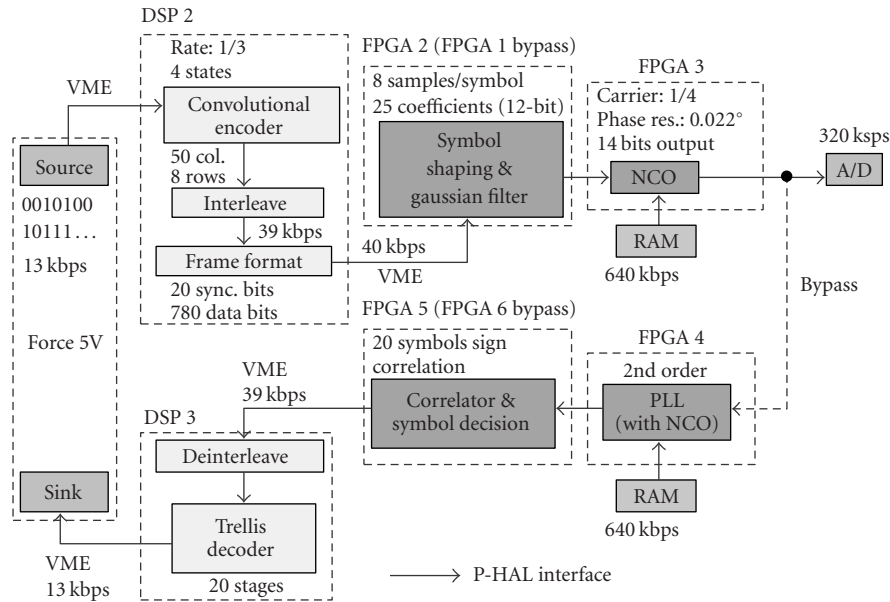 DSP 2
Rate: 1/3
4 states
VME
Convolutional
encoder
50 col.
8 rows
Interleave
39 kbps
Frame format
20 sync. bits
780 data bits
Source
0010100
10111...
13 kbps
Force 5V
Sink
FPGA 2 (FPGA 1 bypass)
8 samples/symbol
25 coefficients (12-bit)
Symbol
shaping &
gaussian filter
40 kbps
VME
FPGA 3
Carrier: 1/4
Phase res.: 0.022°
14 bits output
NCO
RAM
640 kbps
320 ksps
A/D
Bypass
FPGA 5 (FPGA 6 bypass)
20 symbols sign
correlation
Correlator &
symbol decision
FPGA 4
2nd order
PLL
(with NCO)
RAM
640 kbps
VME
39 kbps
DSP 3
Deinterleave
Trellis
decoder
20 stages
VME
13 kbps
P-HAL interface